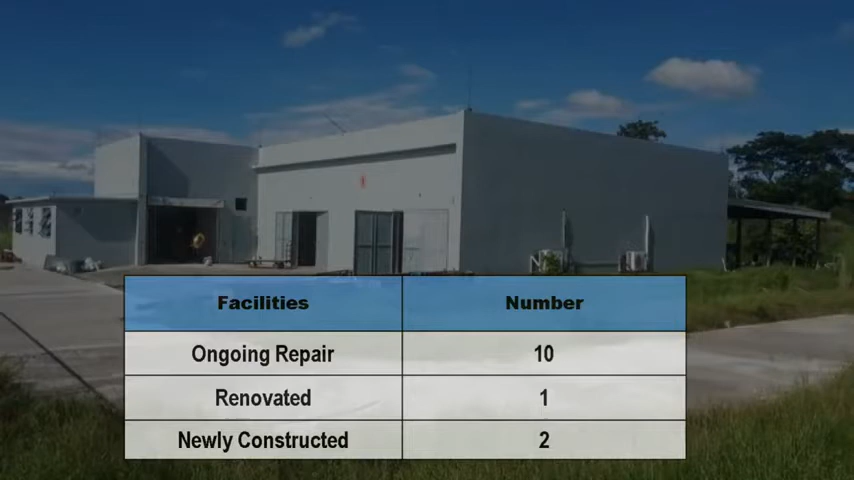 Facilities Number
Ongoing Repair 10
Renovated 1
Newly Constructed 2